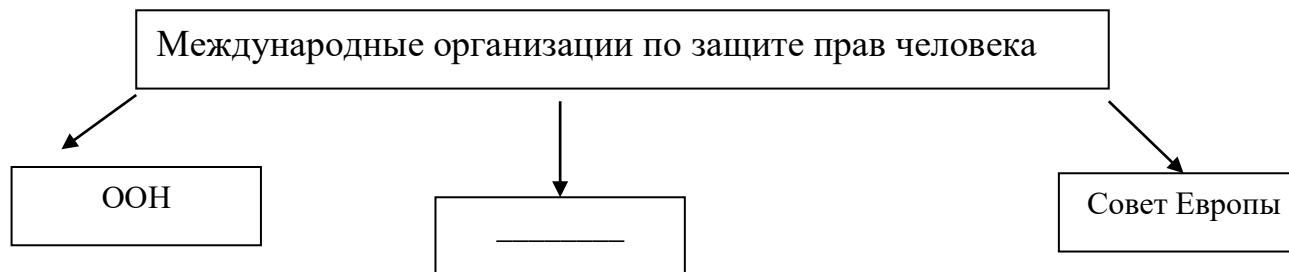 Международные организации по защите прав человека
ООН
________
Совет Европы